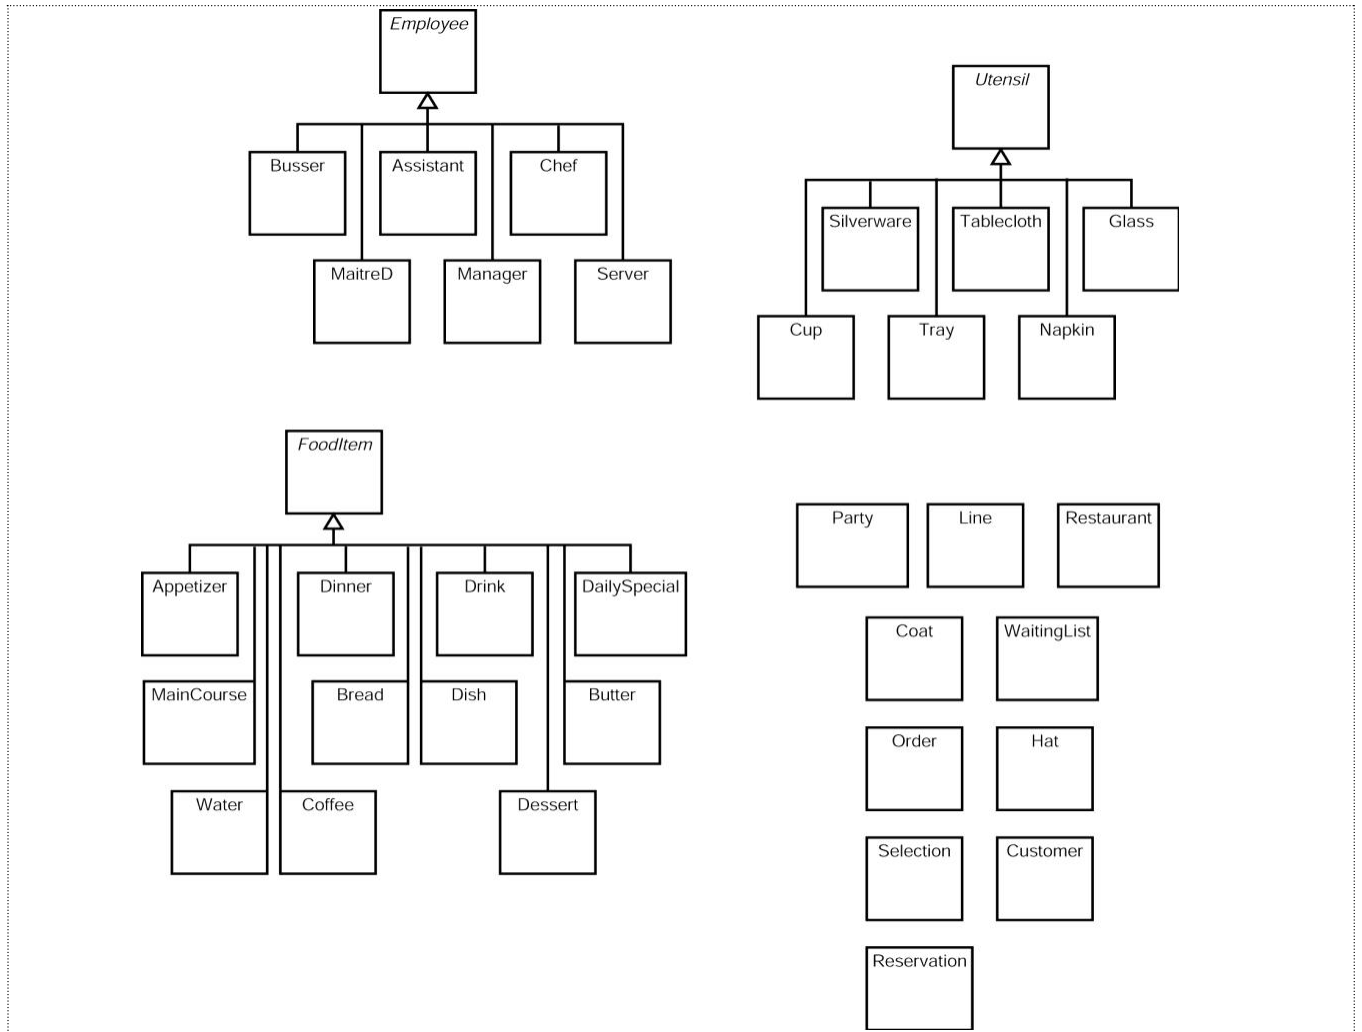 Employee
Busser
Assistant
Chef
MaitreD
Manager
Server
Utensil
Silverware
Tablecloth
Glass
Cup
Tray
Napkin
FoodItem
Appetizer
Dinner
Drink
DailySpecial
MainCourse
Bread
Dish
Butter
Water
Coffee
Dessert
Party
Line
Restaurant
Coat
WaitingList
Order
Hat
Selection
Customer
Reservation